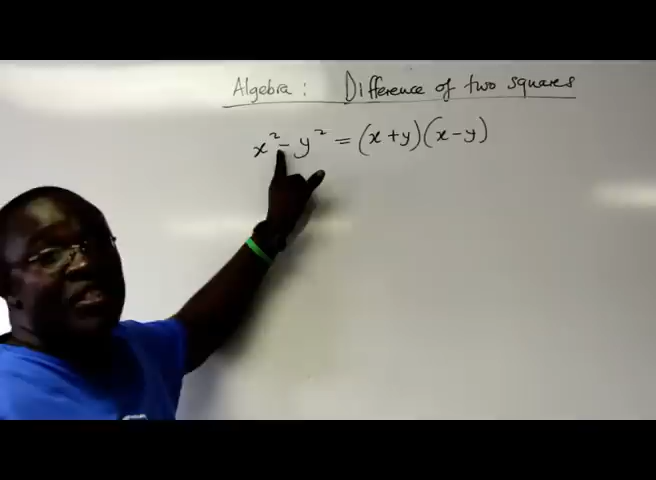 Algebra: Difference of two squares
x² - y² = (x+y)(x-y)